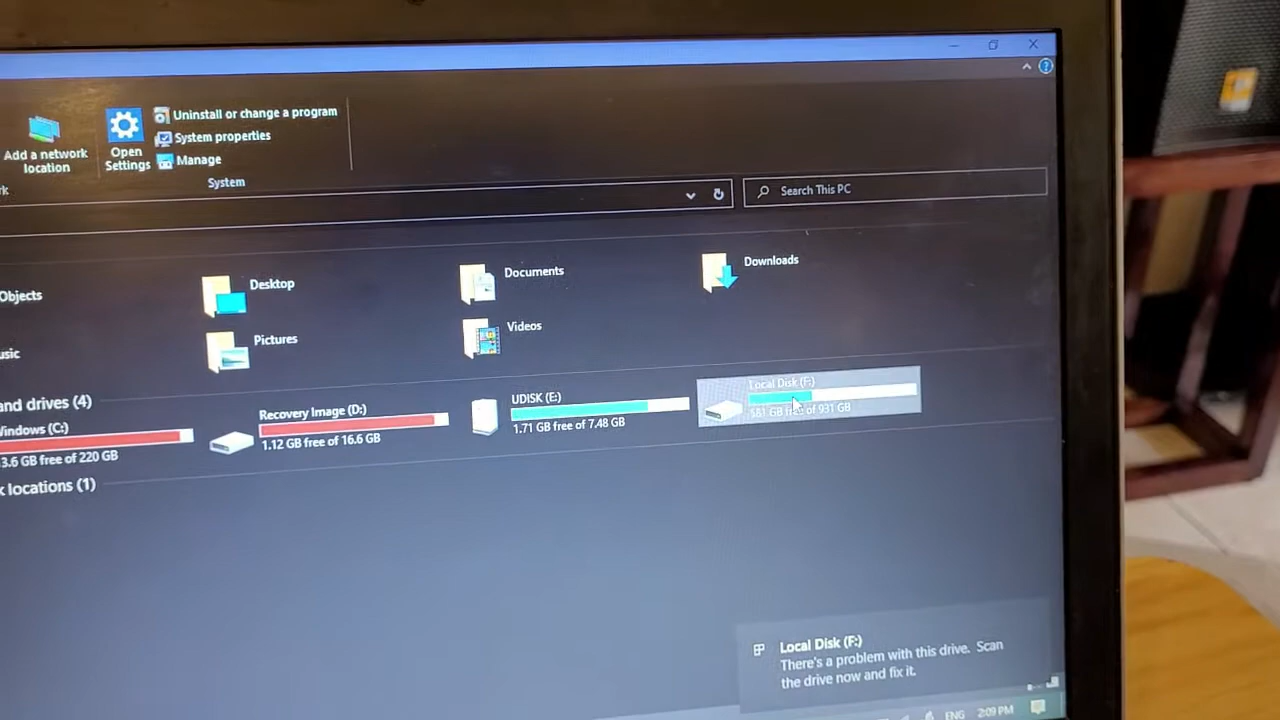 Uninstall or change a program
System properties
Manage
Add a network
location
Open
Settings
System
Search This PC
Objects
Desktop
Documents
Downloads
Pictures
Videos
and drives (4)
Windows (C:)
3.6 GB free of 220 GB
Recovery Image (D:)
1.12 GB free of 16.6 GB
UDISK (E:)
1.71 GB free of 7.48 GB
Local Disk (F:)
581 GB free of 931 GB
locations (1)
Local Disk (F:)
There's a problem with this drive. Scan
the drive now and fix it.
ENG 2:09 PM